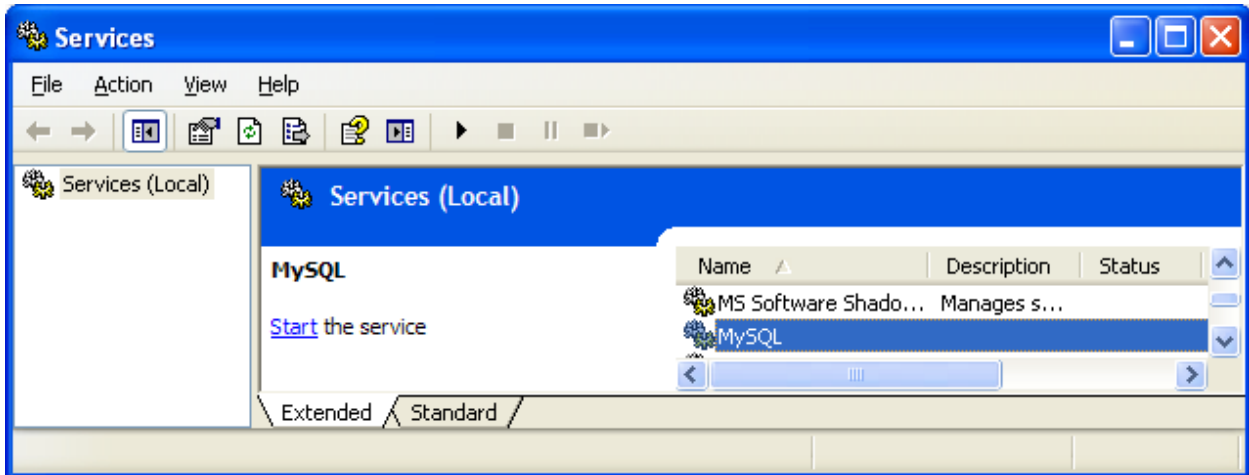 Services
File Action View Help
Services (Local)
Services (Local)
MySQL
Start the service
Name Description Status
MS Software Shado... Manages s...
MySQL
Extended Standard